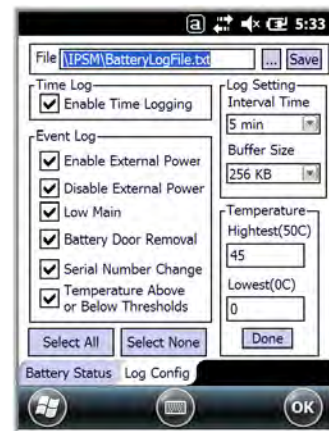 a 5:33
File \IPSM\BatteryLogFile.txt ... Save
Time Log
Enable Time Logging
Event Log
Enable External Power
Disable External Power
Low Main
Battery Door Removal
Serial Number Change
Temperature Above
or Below Thresholds
Select All Select None
Log Setting
Interval Time
5 min
Buffer Size
256 KB
Temperature
Hightest(50C)
45
Lowest(0C)
0
Done
Battery Status Log Config
OK